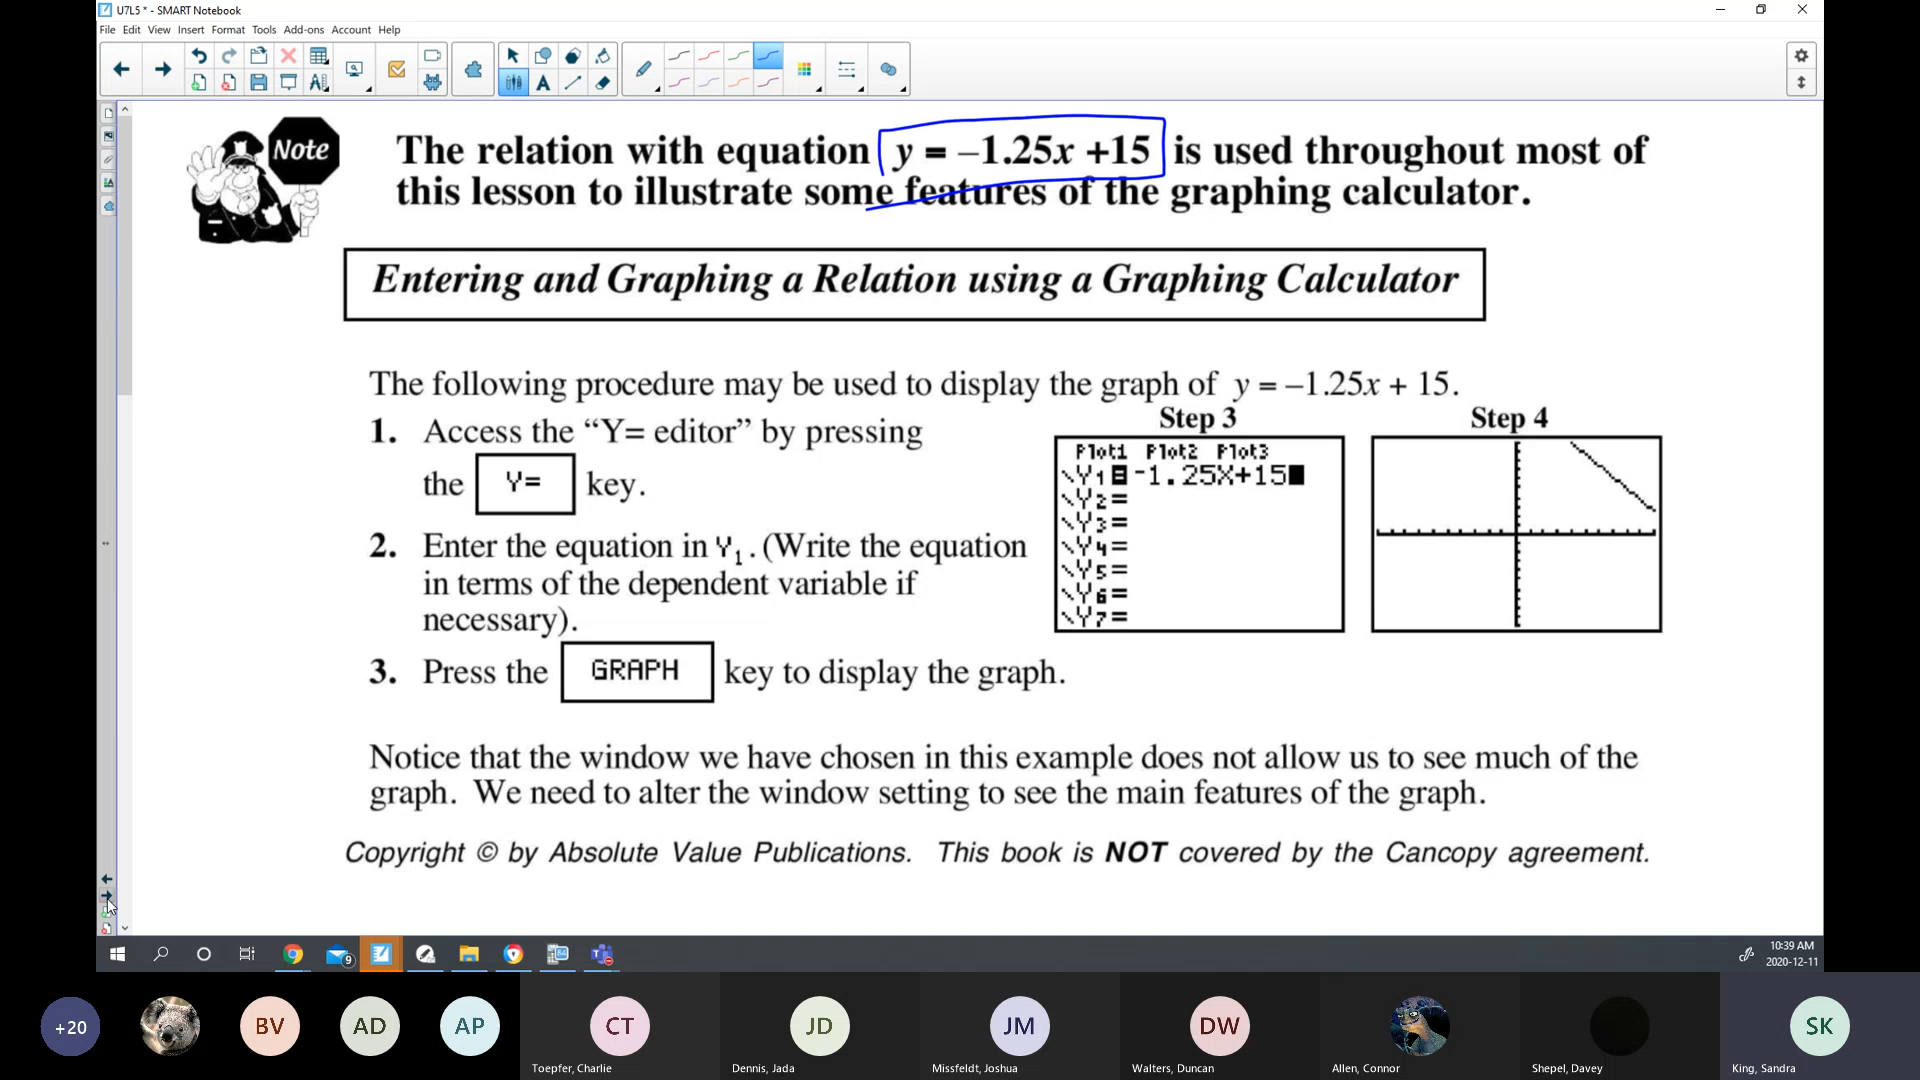 U7L5 * - SMART Notebook
File Edit View Insert Format Tools Add-ons Account Help
Note
The relation with equation y = –1.25x +15 is used throughout most of
this lesson to illustrate some features of the graphing calculator.
Entering and Graphing a Relation using a Graphing Calculator
The following procedure may be used to display the graph of y = –1.25x + 15.
1. Access the “Y= editor” by pressing
the Y= key.
2. Enter the equation in Y1. (Write the equation
in terms of the dependent variable if
necessary).
3. Press the GRAPH key to display the graph.
Step 3
Plot1 Plot2 Plot3
\Y1=-1.25X+15
\Y2=
\Y3=
\Y4=
\Y5=
\Y6=
\Y7=
Step 4
Notice that the window we have chosen in this example does not allow us to see much of the
graph. We need to alter the window setting to see the main features of the graph.
Copyright © by Absolute Value Publications. This book is NOT covered by the Cancopy agreement.
9
10:39 AM
2020-12-11
+20 BV AD AP CT JD JM DW SK
Toepfer, Charlie Dennis, Jada Missfeldt, Joshua Walters, Duncan Allen, Connor Shepel, Davey King, Sandra